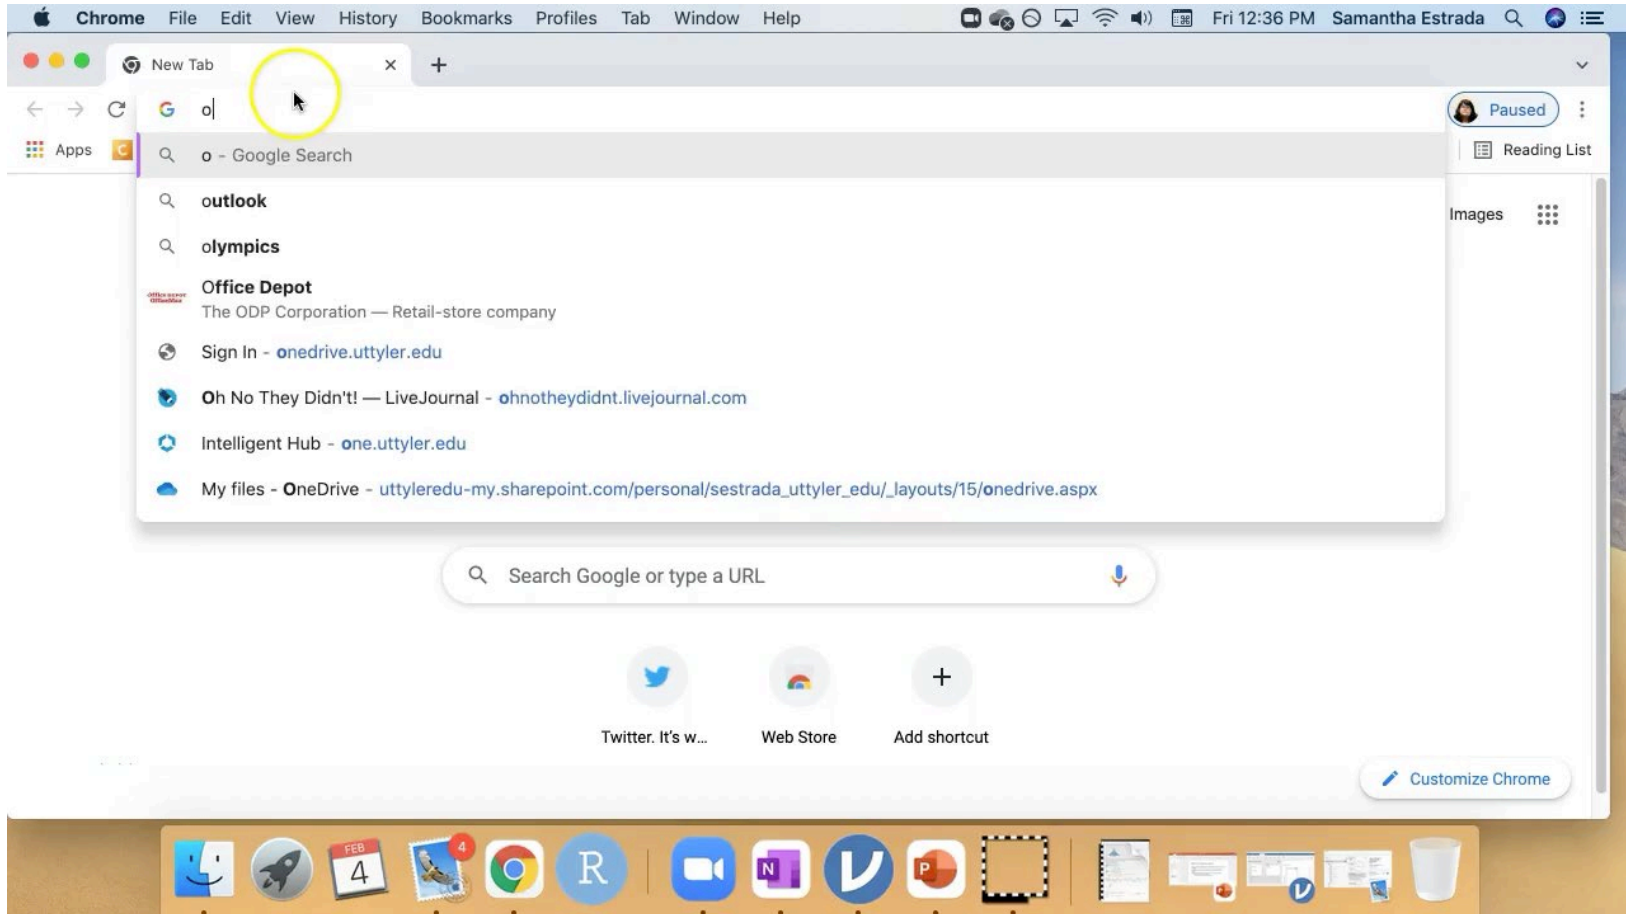 Chrome File Edit View History Bookmarks Profiles Tab Window Help Fri 12:36 PM Samantha Estrada
New Tab
o Paused
Apps Reading List
o - Google Search
outlook
Images
olympics
Office Depot
The ODP Corporation — Retail-store company
Sign In - onedrive.uttyler.edu
Oh No They Didn't! — LiveJournal - ohnotheydidnt.livejournal.com
Intelligent Hub - one.uttyler.edu
My files - OneDrive - uttyleredu-my.sharepoint.com/personal/sestrada_uttyler_edu/_layouts/15/onedrive.aspx
Search Google or type a URL
Twitter. It's w... Web Store Add shortcut
Customize Chrome
FEB 4 4 R N P